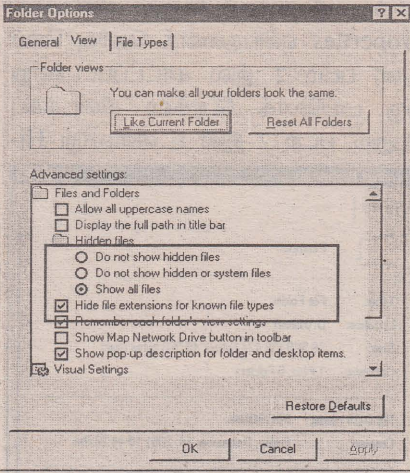 Folder Options
General View File Types
Folder views
You can make all your folders look the same.
Like Current Folder Reset All Folders
Advanced settings:
Files and Folders
Allow all uppercase names
Display the full path in title bar
Hidden files
Do not show hidden files
Do not show hidden or system files
Show all files
Hide file extensions for known file types
Remember each folder's view settings
Show Map Network Drive button in toolbar
Show pop-up description for folder and desktop items.
Visual Settings
Restore Defaults
OK Cancel Apply